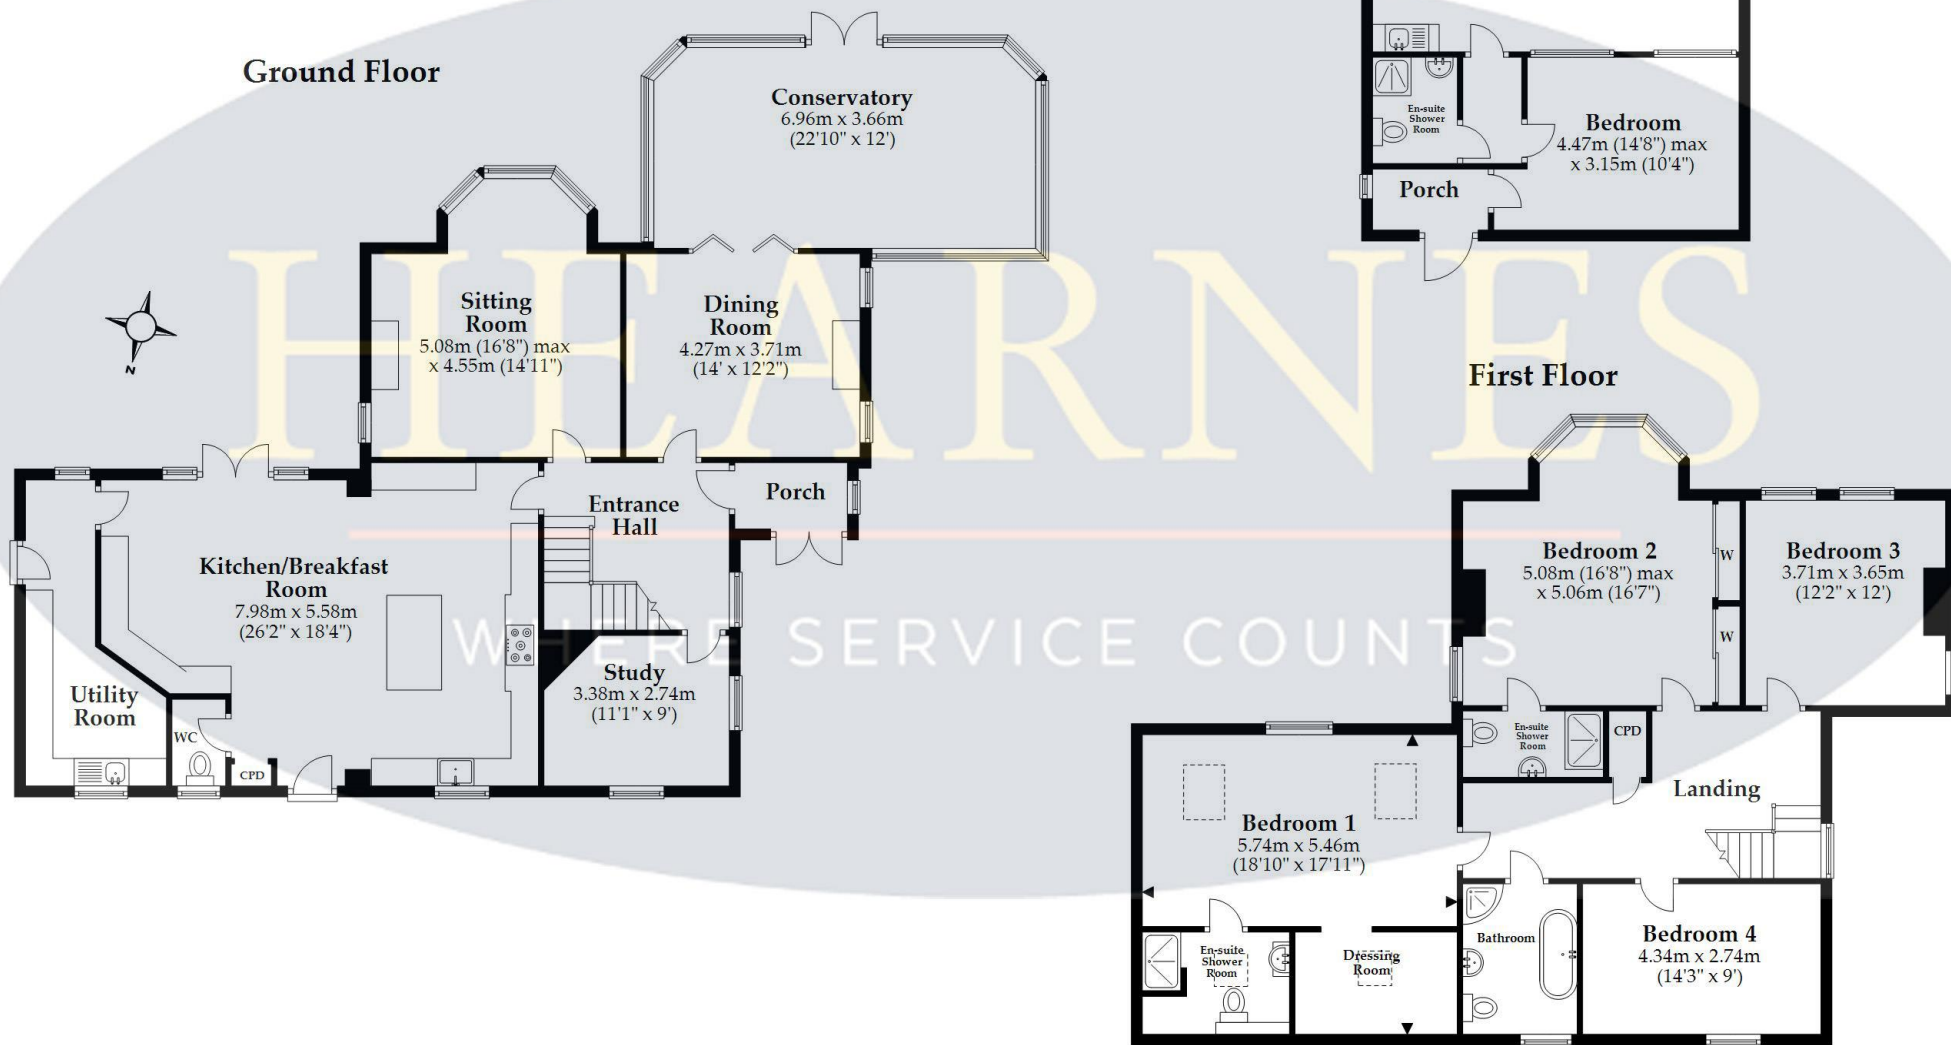 Ground Floor
Conservatory
6.96m x 3.66m
(22'10" x 12')
Sitting
Room
5.08m (16'8") max
x 4.55m (14'11")
Dining
Room
4.27m x 3.71m
(14' x 12'2")
N
Porch
Entrance
Hall
Kitchen/Breakfast
Room
7.98m x 5.58m
(26'2" x 18'4")
Study
3.38m x 2.74m
(11'1" x 9')
Utility
Room
WC
CPD
En-suite
Shower
Room
Bedroom
4.47m (14'8") max
x 3.15m (10'4")
Porch
First Floor
Bedroom 2
5.08m (16'8") max
x 5.06m (16'7")
W
W
Bedroom 3
3.71m x 3.65m
(12'2" x 12')
En-suite
Shower
Room
CPD
Landing
Bedroom 1
5.74m x 5.46m
(18'10" x 17'11")
En-suite
Shower
Room
Dressing
Room
Bathroom
Bedroom 4
4.34m x 2.74m
(14'3" x 9')
HEARNES
WHERE SERVICE COUNTS